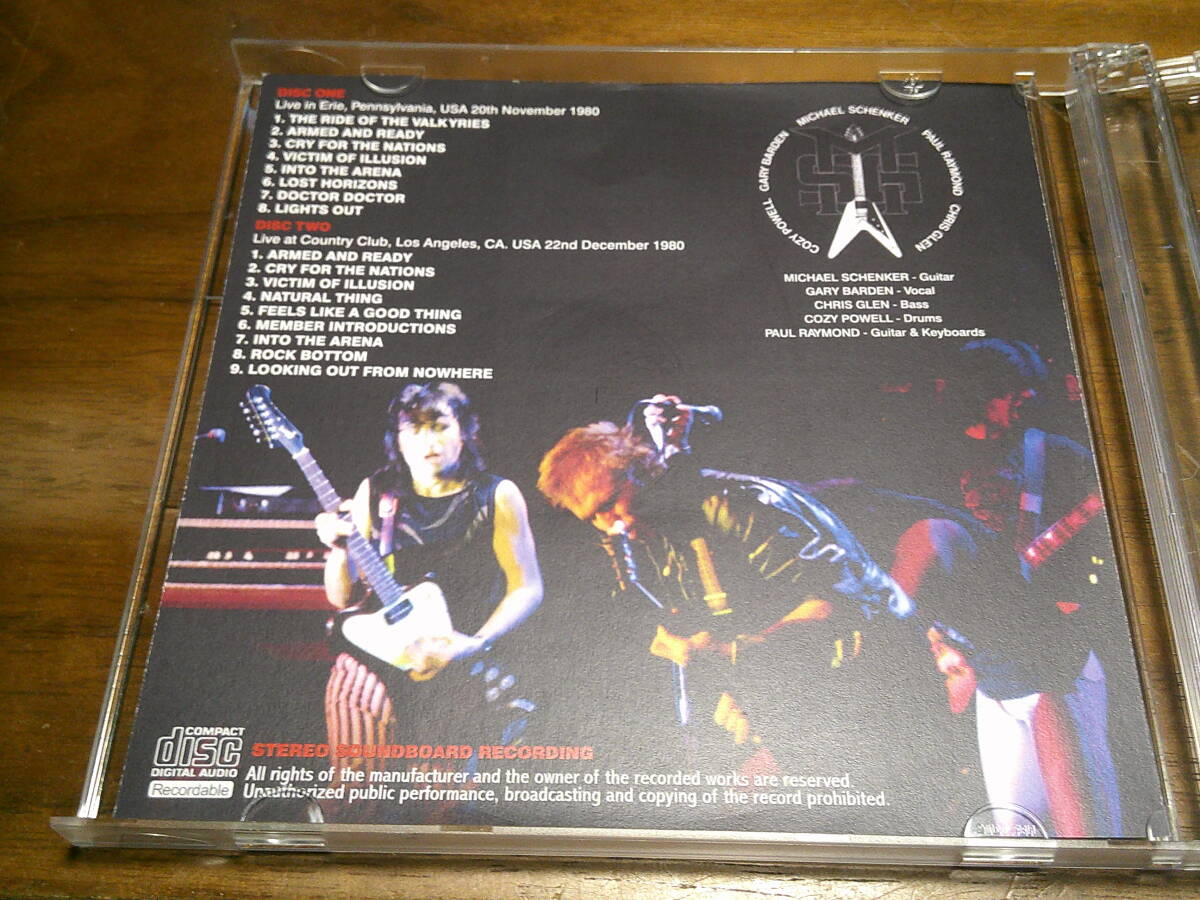 DISC ONE
Live in Erie, Pennsylvania, USA 20th November 1980
1. THE RIDE OF THE VALKYRIES
2. ARMED AND READY
3. CRY FOR THE NATIONS
4. VICTIM OF ILLUSION
5. INTO THE ARENA
6. LOST HORIZONS
7. DOCTOR DOCTOR
8. LIGHTS OUT
DISC TWO
Live at Country Club, Los Angeles, CA. USA 22nd December 1980
1. ARMED AND READY
2. CRY FOR THE NATIONS
3. VICTIM OF ILLUSION
4. NATURAL THING
5. FEELS LIKE A GOOD THING
6. MEMBER INTRODUCTIONS
7. INTO THE ARENA
8. ROCK BOTTOM
9. LOOKING OUT FROM NOWHERE
MICHAEL SCHENKER
PAUL RAYMOND
CHRIS GLEN
COZY POWELL
GARY BARDEN
MSG
MICHAEL SCHENKER - Guitar
GARY BARDEN - Vocal
CHRIS GLEN - Bass
COZY POWELL - Drums
PAUL RAYMOND - Guitar & Keyboards
COMPACT
disc
DIGITAL AUDIO
Recordable
STEREO SOUNDBOARD RECORDING
All rights of the manufacturer and the owner of the recorded works are reserved.
Unauthorized public performance, broadcasting and copying of the record prohibited.